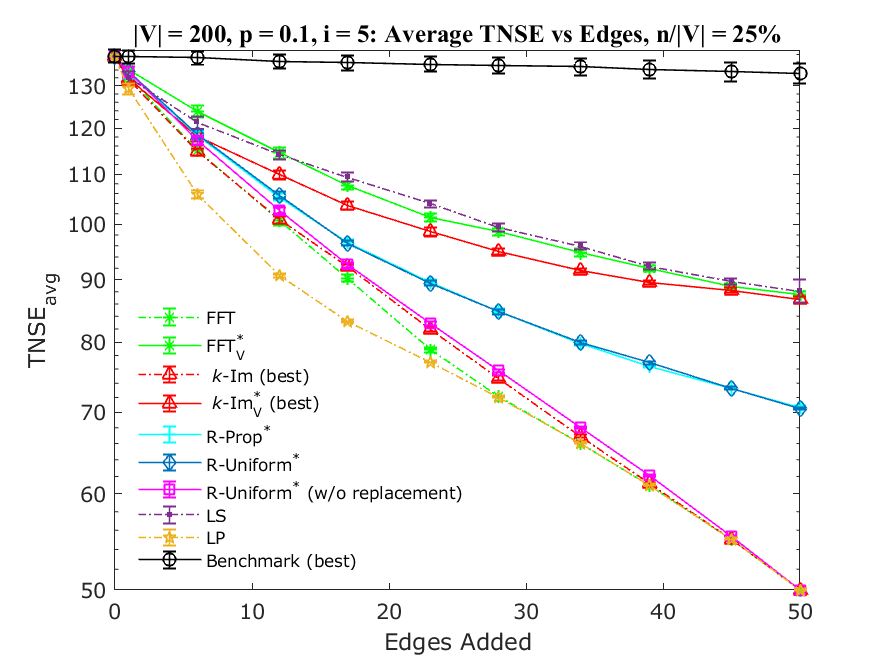 |V| = 200, p = 0.1, i = 5: Average TNSE vs Edges, n/|V| = 25%
130
120
110
100
90
80
70
60
50
TNSE_avg
FFT
FFT*_V
k-Im (best)
k-Im*_V (best)
R-Prop*
R-Uniform*
R-Uniform* (w/o replacement)
LS
LP
Benchmark (best)
0 10 20 30 40 50
Edges Added